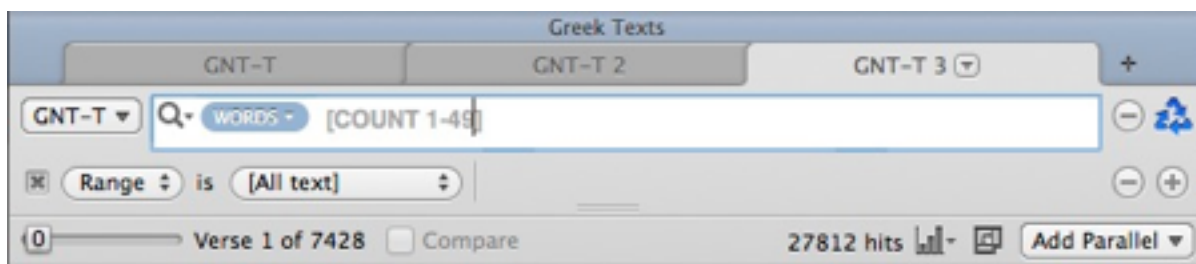 Greek Texts
GNT-T GNT-T 2 GNT-T 3 +
GNT-T WORDS [COUNT 1-49]
Range is [All text]
0 Verse 1 of 7428 Compare 27812 hits Add Parallel